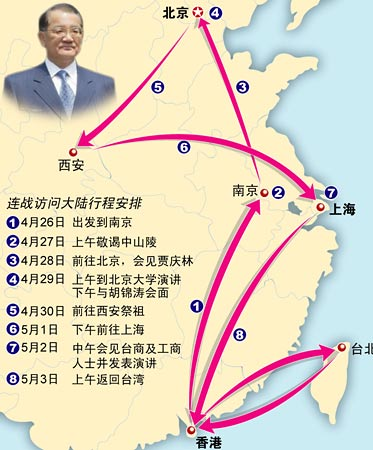 北京 4
5
3
6
西安
南京 2
7
上海
连战访问大陆行程安排
1 4月26日 出发到南京
2 4月27日 上午敬谒中山陵
3 4月28日 前往北京，会见贾庆林
4 4月29日 上午到北京大学演讲
下午与胡锦涛会面
5 4月30日 前往西安祭祖
6 5月1日 下午前往上海
7 5月2日 中午会见台商及工商
人士并发表演讲
8 5月3日 上午返回台湾
1
8
台北
香港